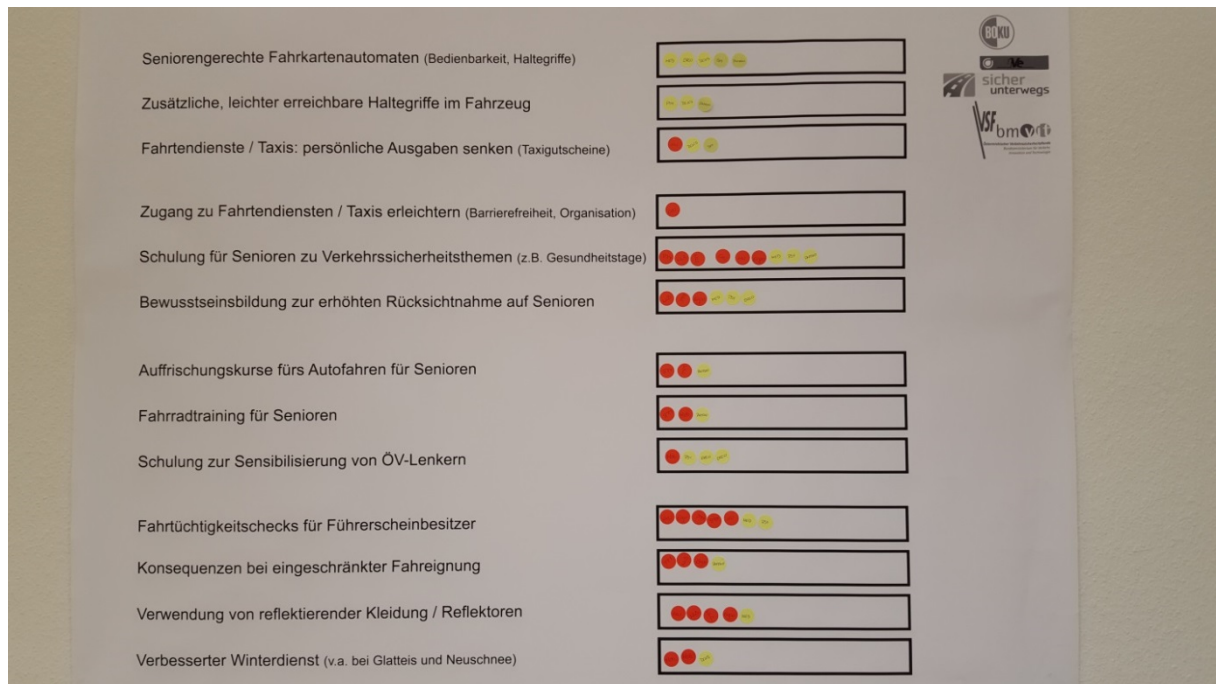 Seniorengerechte Fahrkartenautomaten (Bedienbarkeit, Haltegriffe)
Zusätzliche, leichter erreichbare Haltegriffe im Fahrzeug
Fahrtendienste / Taxis: persönliche Ausgaben senken (Taxigutscheine)
Zugang zu Fahrtendiensten / Taxis erleichtern (Barrierefreiheit, Organisation)
Schulung für Senioren zu Verkehrssicherheitsthemen (z.B. Gesundheitstage)
Bewusstseinsbildung zur erhöhten Rücksichtnahme auf Senioren
Auffrischungskurse fürs Autofahren für Senioren
Fahrradtraining für Senioren
Schulung zur Sensibilisierung von ÖV-Lenkern
Fahrtüchtigkeitschecks für Führerscheinbesitzer
Konsequenzen bei eingeschränkter Fahreignung
Verwendung von reflektierender Kleidung / Reflektoren
Verbesserter Winterdienst (v.a. bei Glatteis und Neuschnee)
BOKU
sicher
unterwegs
VSF
bmvit